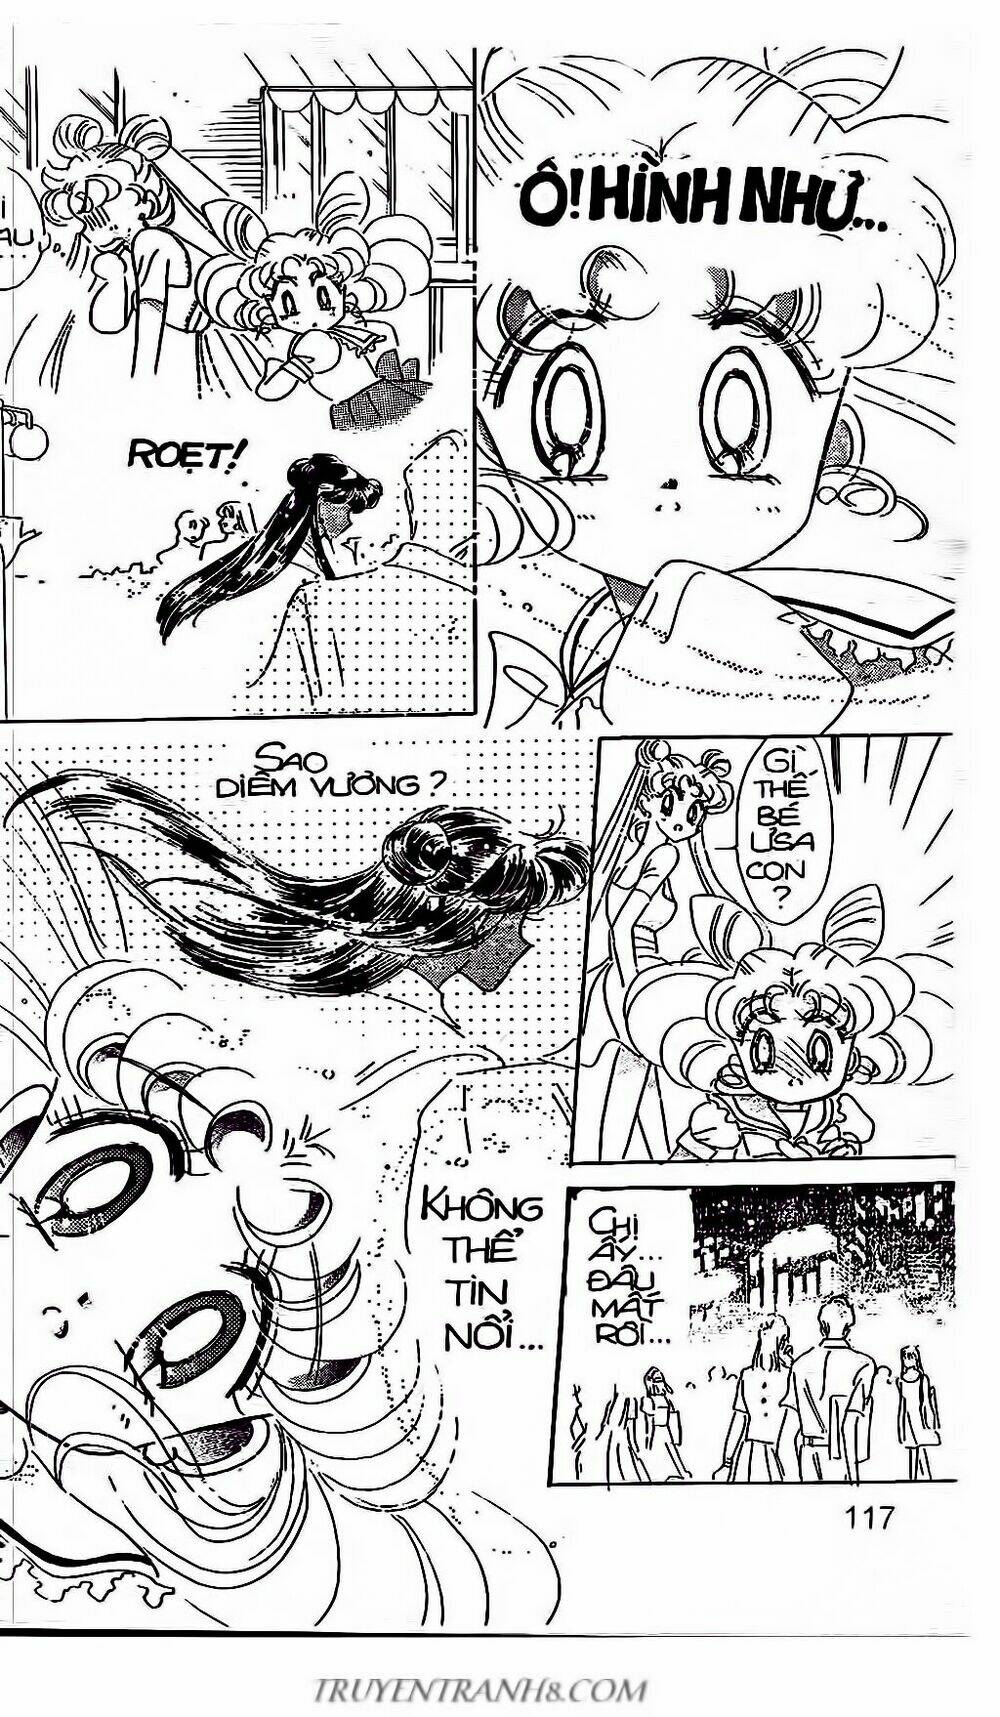 Ô! HÌNH NHƯ...
ROẸT!
SAO
DIÊM VƯƠNG?
GÌ
THẾ
BÉ
USA
CON
?
KHÔNG
THỂ
TIN
NỔI...
CHỊ
ẤY...
ĐÂU
MẤT
RỒI...
117
TRUYENTRANH8.COM